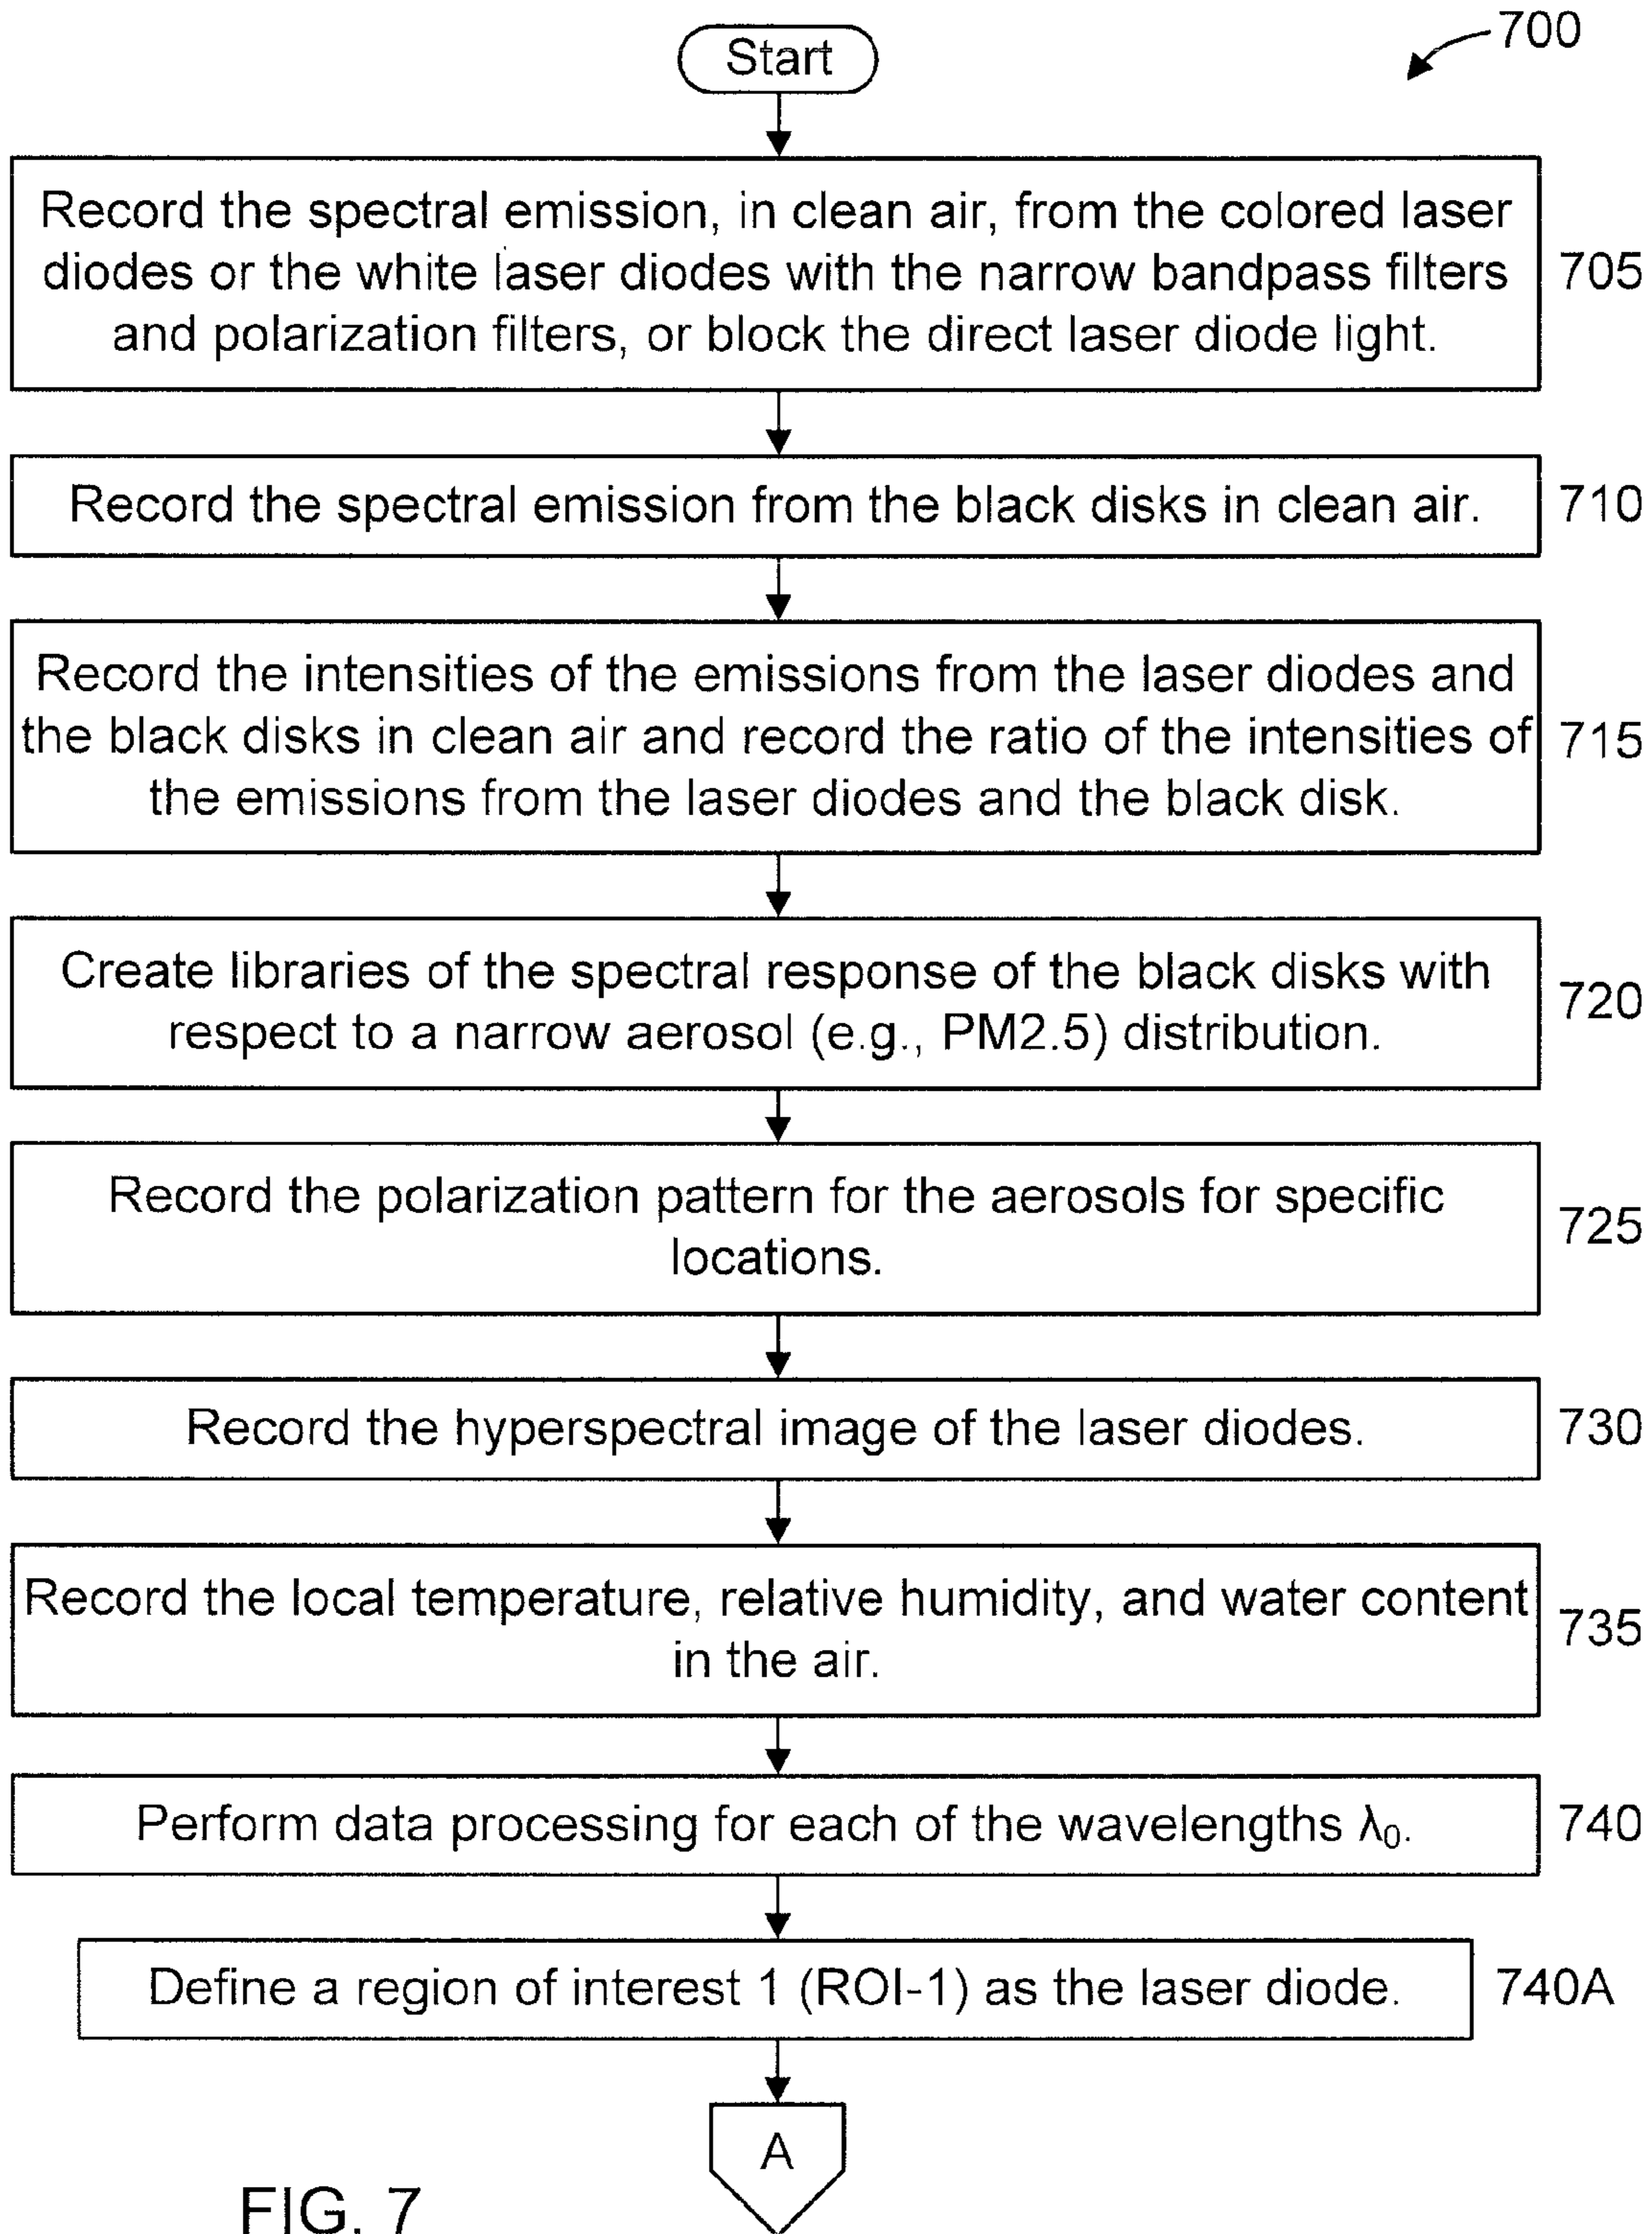 700
Start
Record the spectral emission, in clean air, from the colored laser
diodes or the white laser diodes with the narrow bandpass filters
and polarization filters, or block the direct laser diode light.
705
Record the spectral emission from the black disks in clean air.
710
Record the intensities of the emissions from the laser diodes and
the black disks in clean air and record the ratio of the intensities of
the emissions from the laser diodes and the black disk.
715
Create libraries of the spectral response of the black disks with
respect to a narrow aerosol (e.g., PM2.5) distribution.
720
Record the polarization pattern for the aerosols for specific
locations.
725
Record the hyperspectral image of the laser diodes.
730
Record the local temperature, relative humidity, and water content
in the air.
735
Perform data processing for each of the wavelengths λ₀.
740
Define a region of interest 1 (ROI-1) as the laser diode.
740A
A
FIG. 7